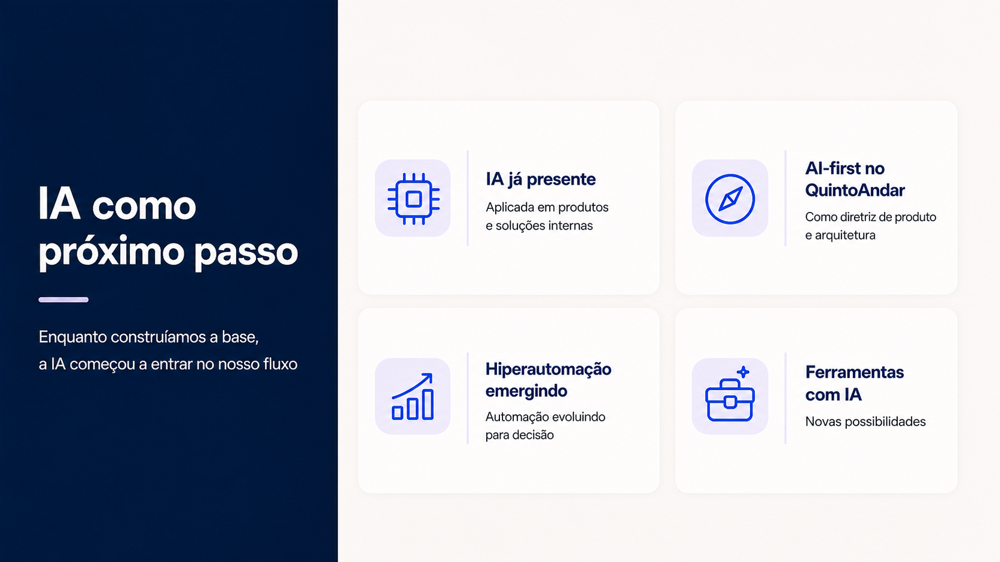 IA como
próximo passo
Enquanto construíamos a base,
a IA começou a entrar no nosso fluxo
IA já presente
Aplicada em produtos
e soluções internas
AI-first no
QuintoAndar
Como diretriz de produto
e arquitetura
Hiperautomação
emergindo
Automação evoluindo
para decisão
Ferramentas
com IA
Novas possibilidades